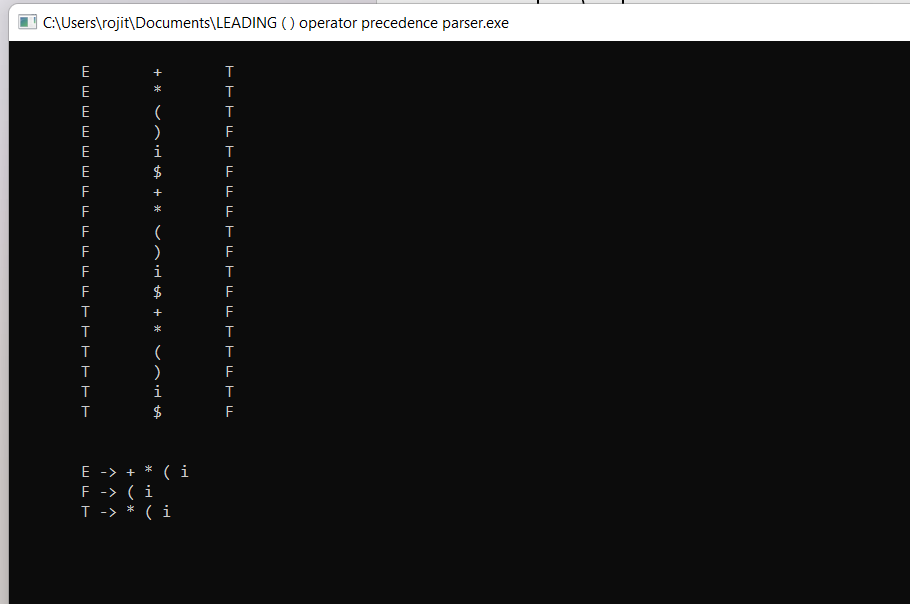 C:\Users\rojit\Documents\LEADING ( ) operator precedence parser.exe
E + T
E * T
E ( T
E ) F
E i T
E $ F
F + F
F * F
F ( T
F ) F
F i T
F $ F
T + F
T * T
T ( T
T ) F
T i T
T $ F
E -> + * ( i
F -> ( i
T -> * ( i